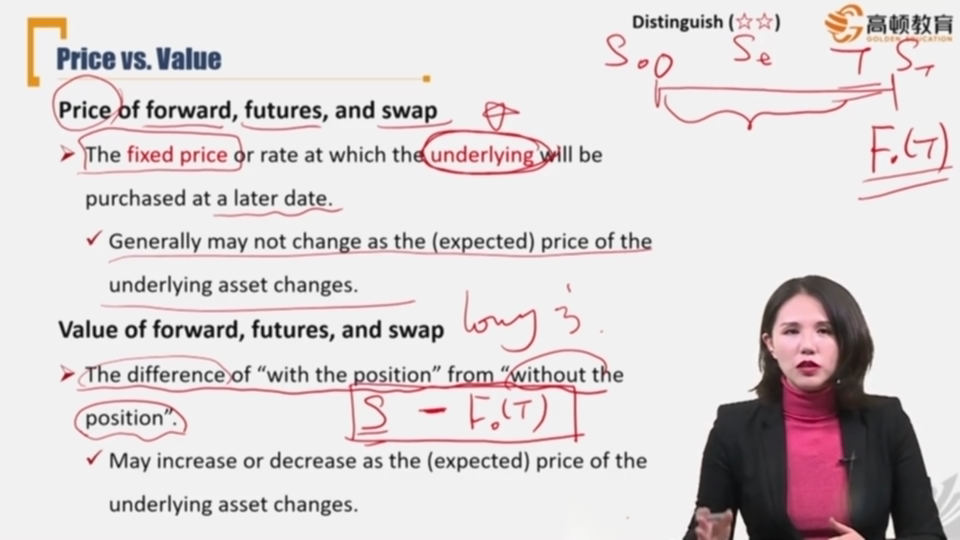 Distinguish (☆☆)
高顿教育
GOLDEN EDUCATION
Price vs. Value
S₀ 0 Sₜ T S_T
Price of forward, futures, and swap
F₀(T)
➢ The fixed price or rate at which the underlying will be
purchased at a later date.
✓ Generally may not change as the (expected) price of the
underlying asset changes.
long 方
Value of forward, futures, and swap
➢ The difference of “with the position” from “without the
position”.
S - F₀(T)
✓ May increase or decrease as the (expected) price of the
underlying asset changes.